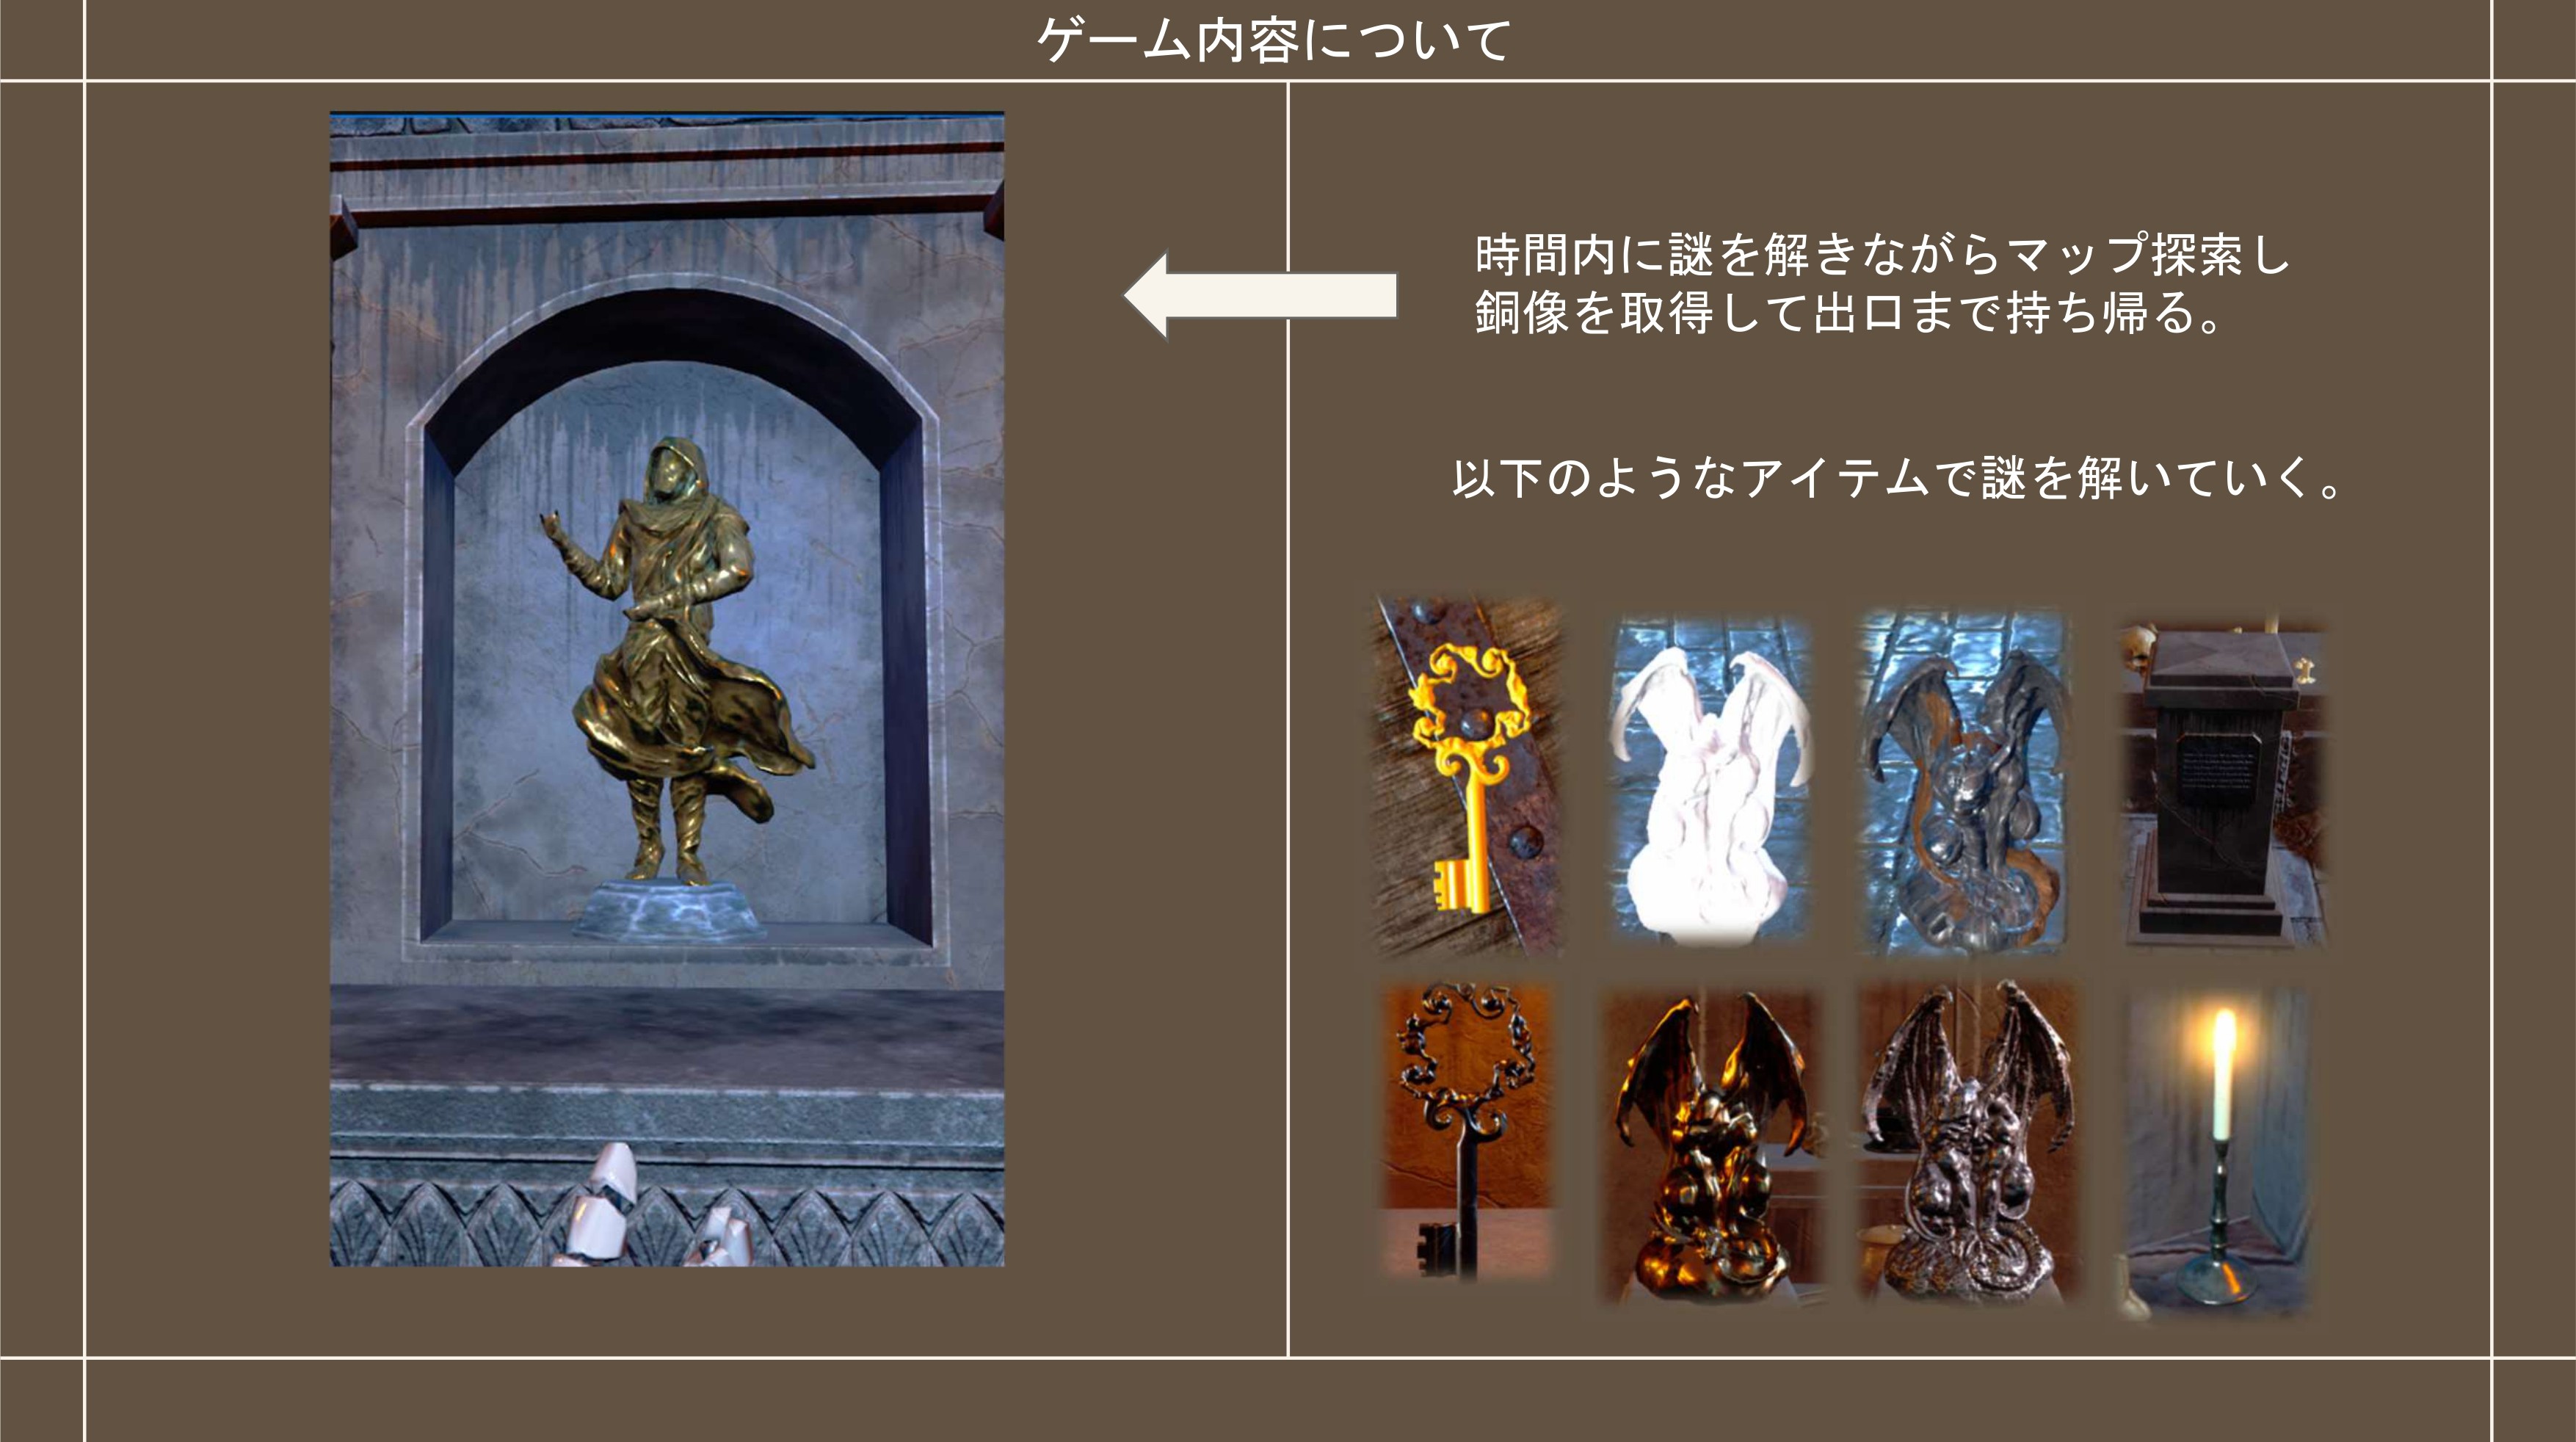 ゲーム内容について
時間内に謎を解きながらマップ探索し
銅像を取得して出口まで持ち帰る。
以下のようなアイテムで謎を解いていく。